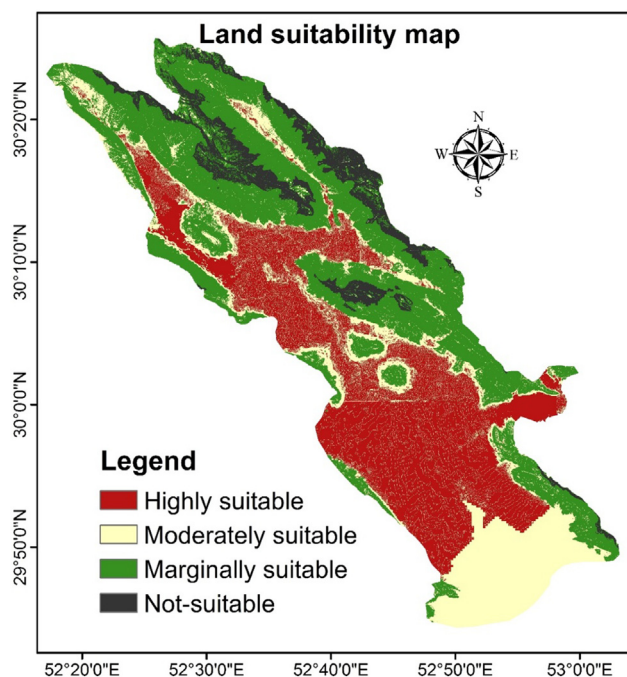 Land suitability map
30°20'0"N
30°10'0"N
30°0'0"N
29°50'0"N
N
W
E
S
Legend
Highly suitable
Moderately suitable
Marginally suitable
Not-suitable
52°20'0"E
52°30'0"E
52°40'0"E
52°50'0"E
53°0'0"E